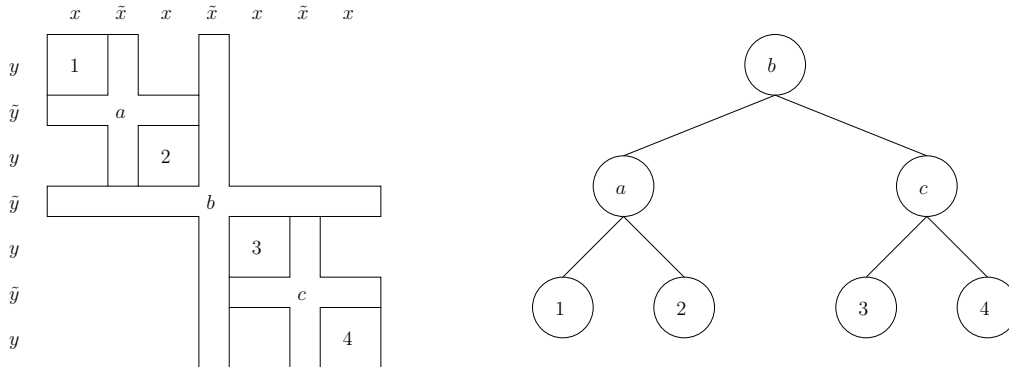 x x̃ x x̃ x x̃ x
y 1
ỹ a
y 2
ỹ b
y 3
ỹ c
y 4
b
a c
1 2 3 4